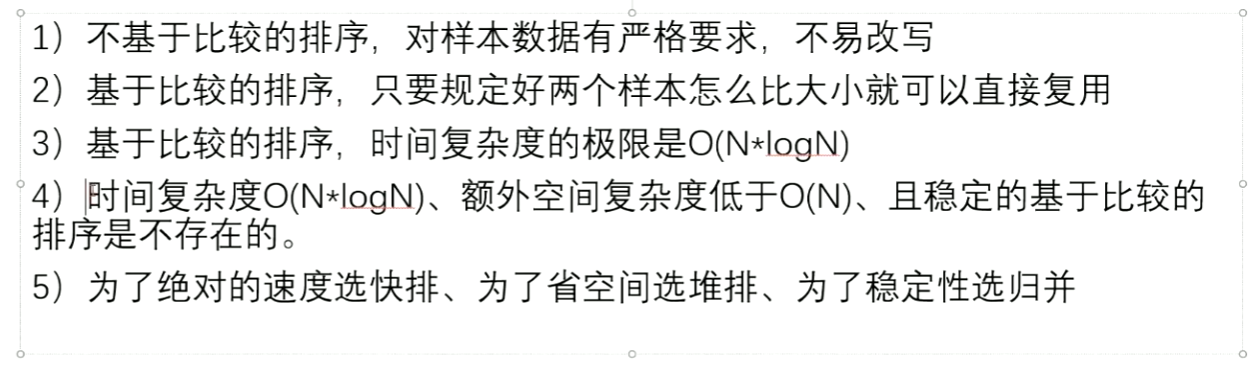 1）不基于比较的排序，对样本数据有严格要求，不易改写
2）基于比较的排序，只要规定好两个样本怎么比大小就可以直接复用
3）基于比较的排序，时间复杂度的极限是O(N*logN)
4）时间复杂度O(N*logN)、额外空间复杂度低于O(N)、且稳定的基于比较的
排序是不存在的。
5）为了绝对的速度选快排、为了省空间选堆排、为了稳定性选归并